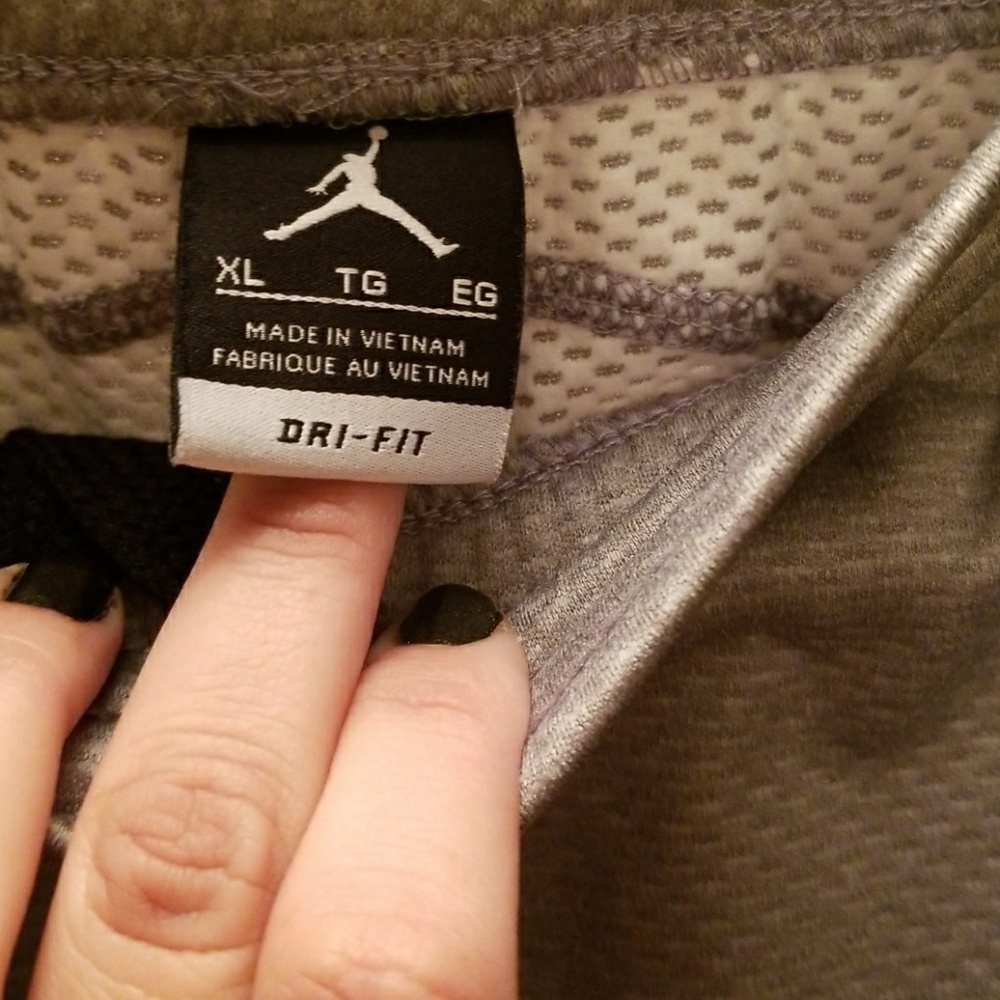 XL TG EG
MADE IN VIETNAM
FABRIQUE AU VIETNAM
DRI-FIT